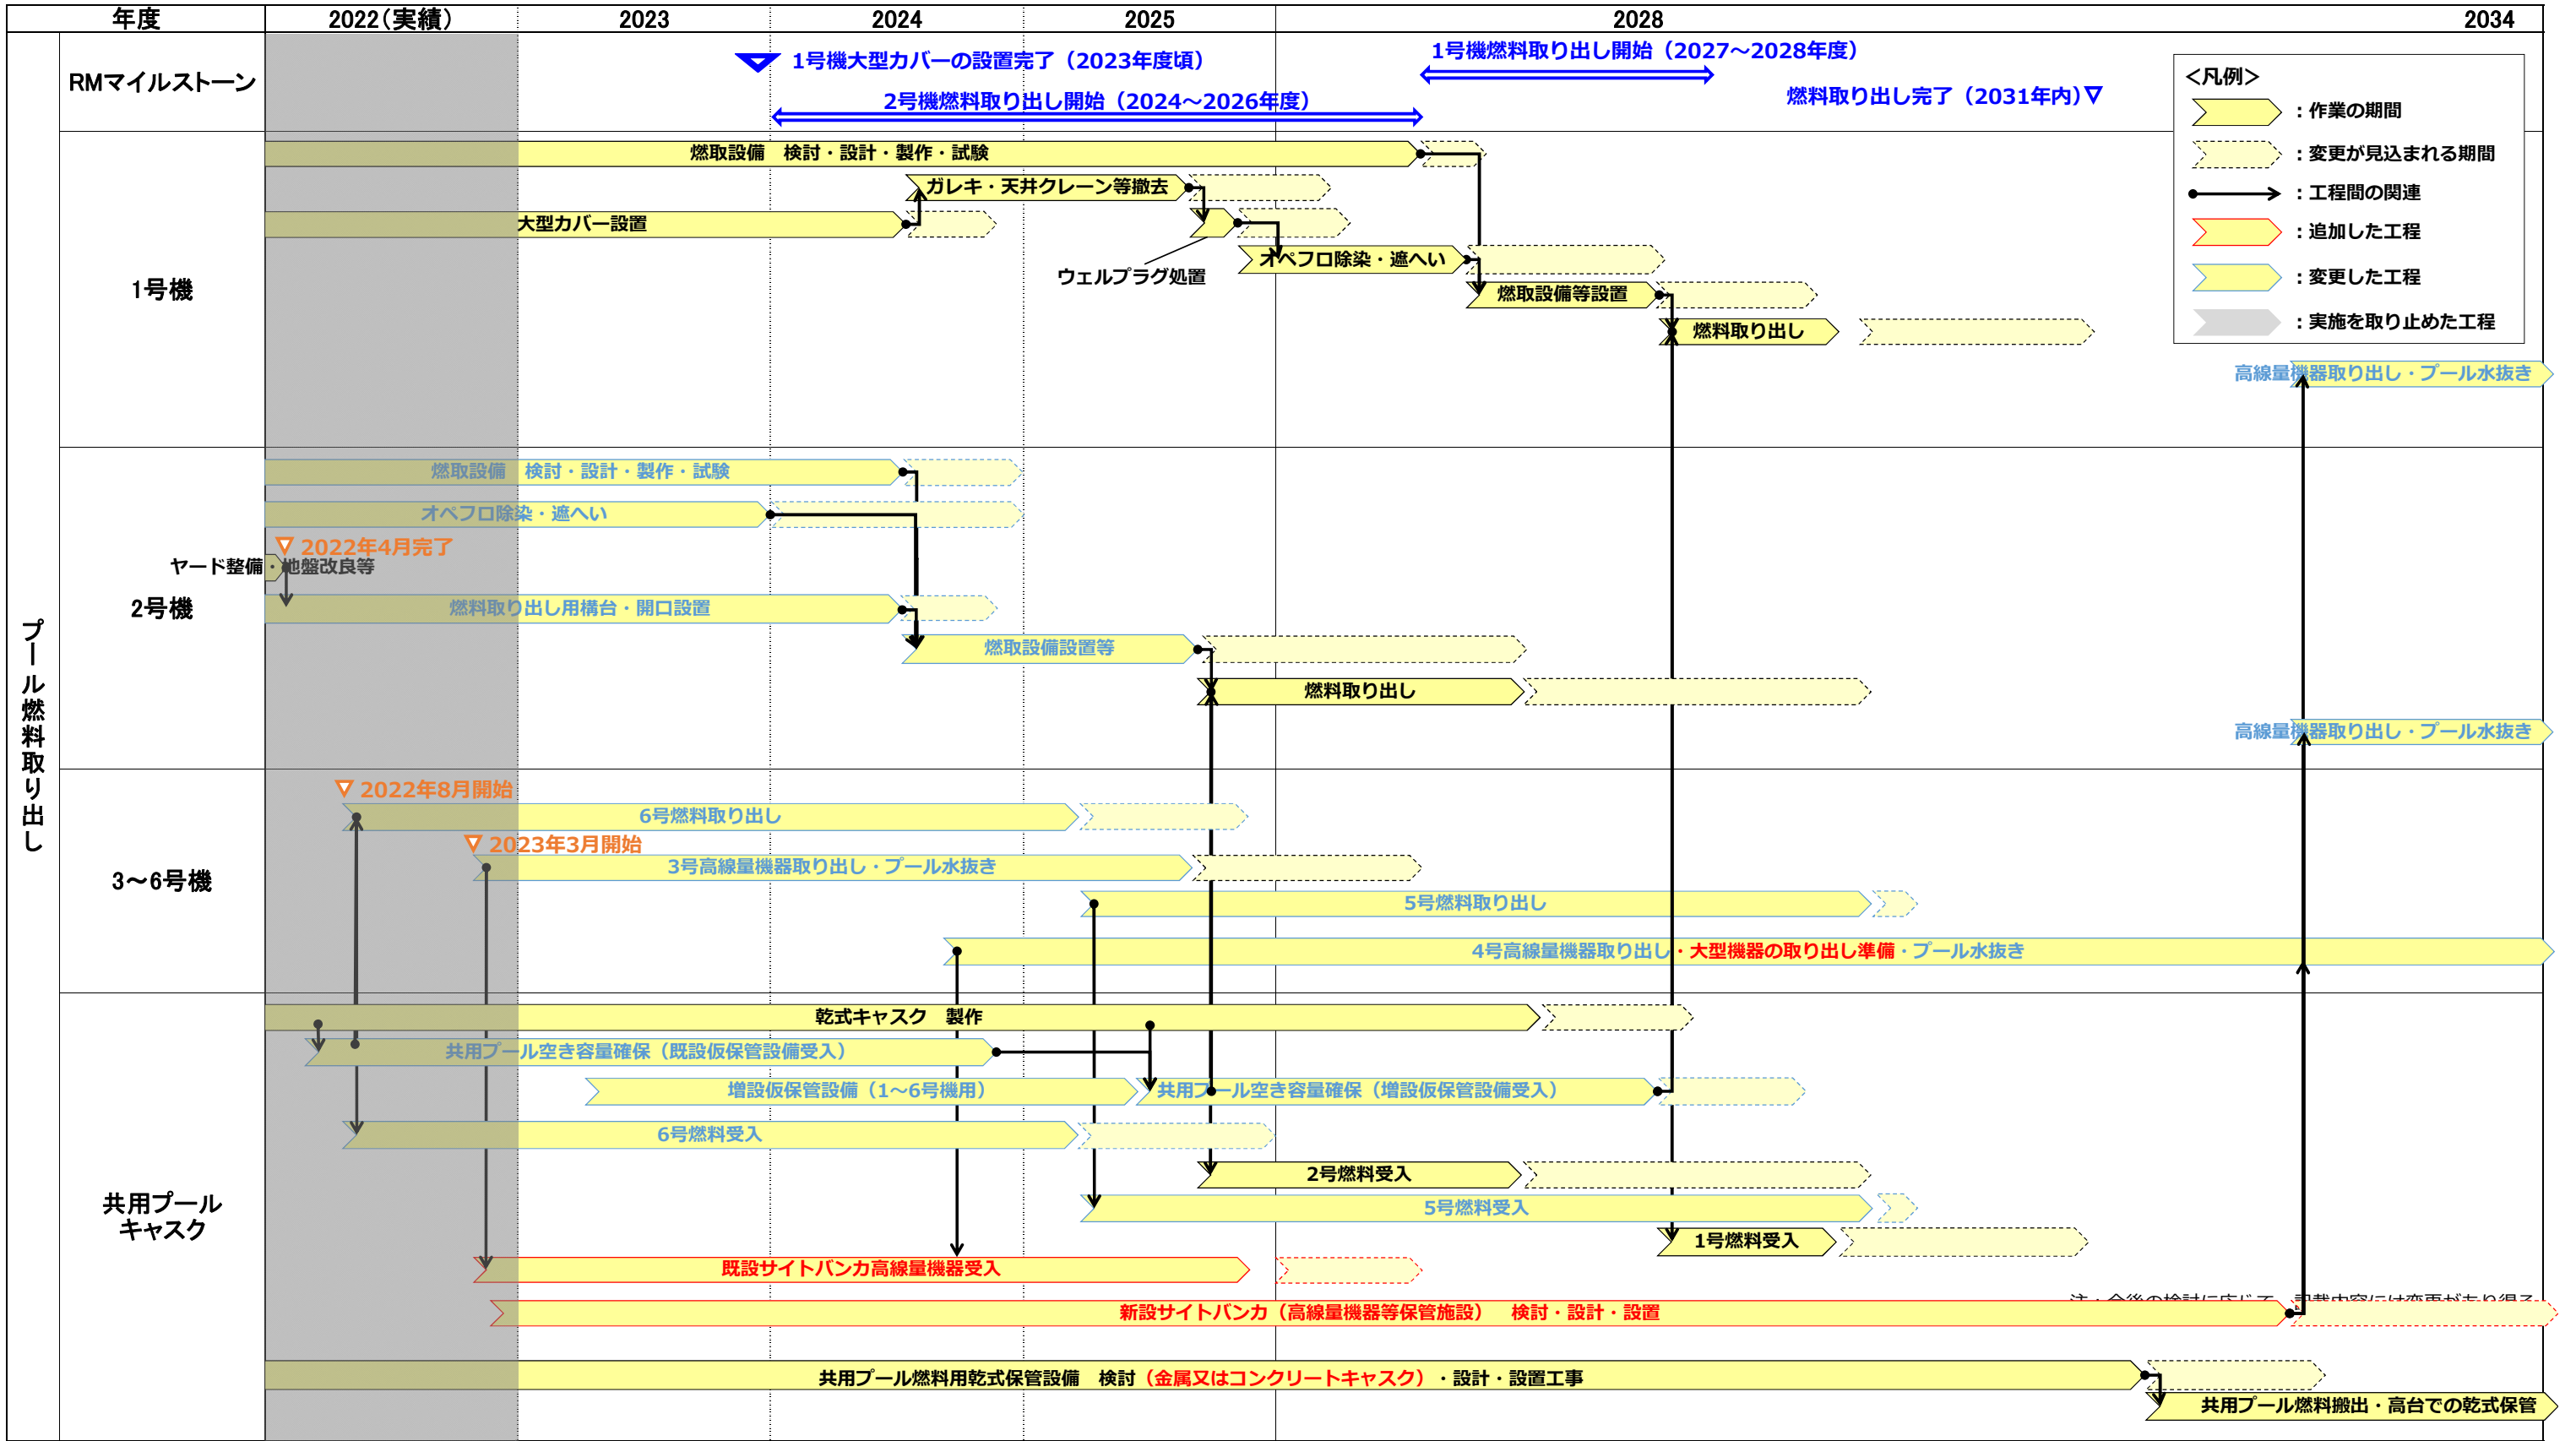 年度
2022（実績）
2023
2024
2025
2028
2034
プール燃料取り出し
RMマイルストーン
1号機大型カバーの設置完了（2023年度頃）
1号機燃料取り出し開始（2027～2028年度）
2号機燃料取り出し開始（2024～2026年度）
燃料取り出し完了（2031年内）
＜凡例＞
：作業の期間
：変更が見込まれる期間
：工程間の関連
：追加した工程
：変更した工程
：実施を取り止めた工程
1号機
燃取設備　検討・設計・製作・試験
ガレキ・天井クレーン等撤去
大型カバー設置
ウェルプラグ処置
オペフロ除染・遮へい
燃取設備等設置
燃料取り出し
高線量機器取り出し・プール水抜き
2号機
燃取設備　検討・設計・製作・試験
オペフロ除染・遮へい
2022年4月完了
ヤード整備・地盤改良等
燃料取り出し用構台・開口設置
燃取設備設置等
燃料取り出し
高線量機器取り出し・プール水抜き
3～6号機
2022年8月開始
6号燃料取り出し
2023年3月開始
3号高線量機器取り出し・プール水抜き
5号燃料取り出し
4号高線量機器取り出し・大型機器の取り出し準備・プール水抜き
共用プール
キャスク
乾式キャスク　製作
共用プール空き容量確保（既設仮保管設備受入）
増設仮保管設備（1～6号機用）
共用プール空き容量確保（増設仮保管設備受入）
6号燃料受入
2号燃料受入
5号燃料受入
1号燃料受入
既設サイトバンカ高線量機器受入
注：今後の検討に応じて、記載内容には変更があり得る
新設サイトバンカ（高線量機器等保管施設）　検討・設計・設置
共用プール燃料用乾式保管設備　検討（金属又はコンクリートキャスク）・設計・設置工事
共用プール燃料搬出・高台での乾式保管